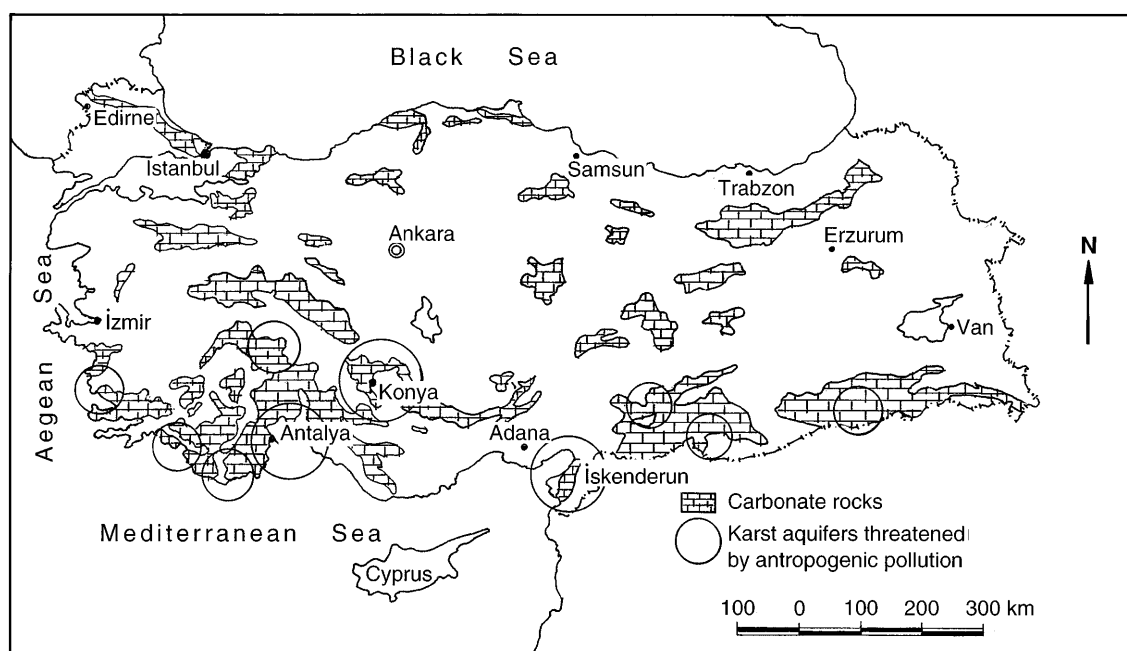 Black Sea
Edirne
Istanbul
Samsun
Trabzon
Ankara
Erzurum
N
Aegean Sea
İzmir
Van
Konya
Antalya
Adana
İskenderun
Carbonate rocks
Mediterranean Sea
Karst aquifers threatened
by antropogenic pollution
Cyprus
100 0 100 200 300 km